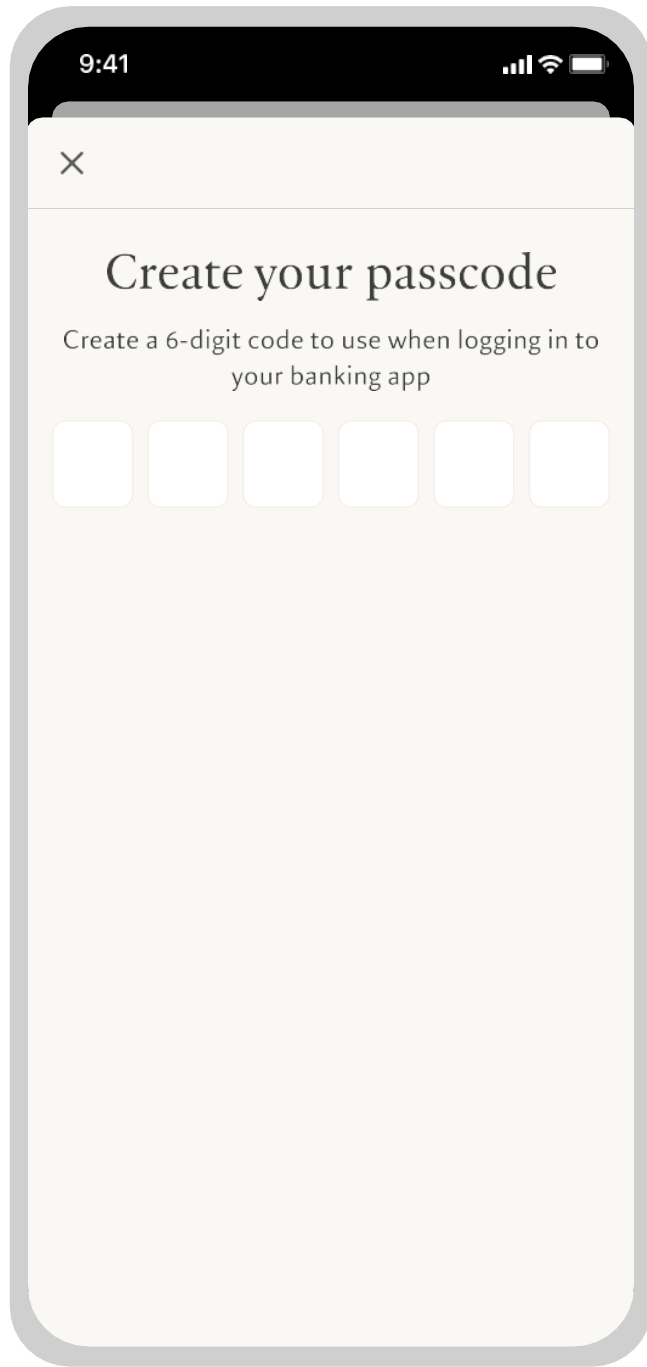 9:41
Create your passcode
Create a 6-digit code to use when logging in to
your banking app